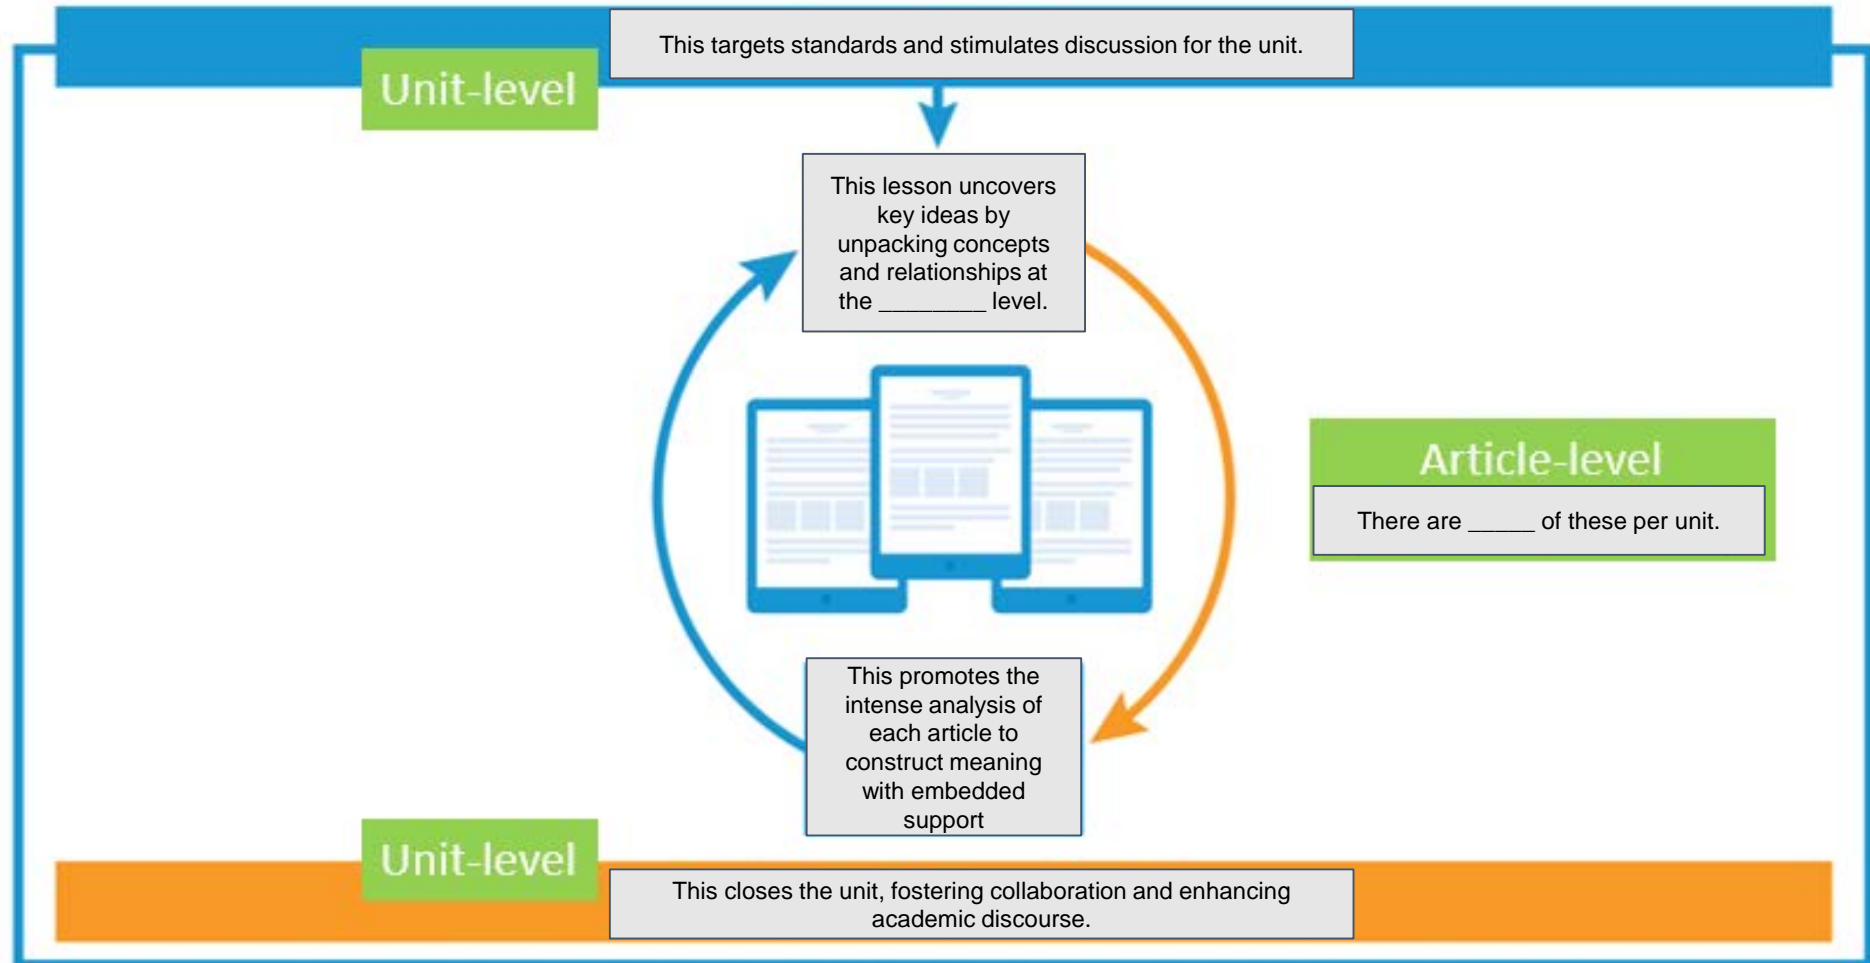 This targets standards and stimulates discussion for the unit.
Unit-level
This lesson uncovers
key ideas by
unpacking concepts
and relationships at
the ________ level.
Article-level
There are _____ of these per unit.
This promotes the
intense analysis of
each article to
construct meaning
with embedded
support
Unit-level
This closes the unit, fostering collaboration and enhancing
academic discourse.